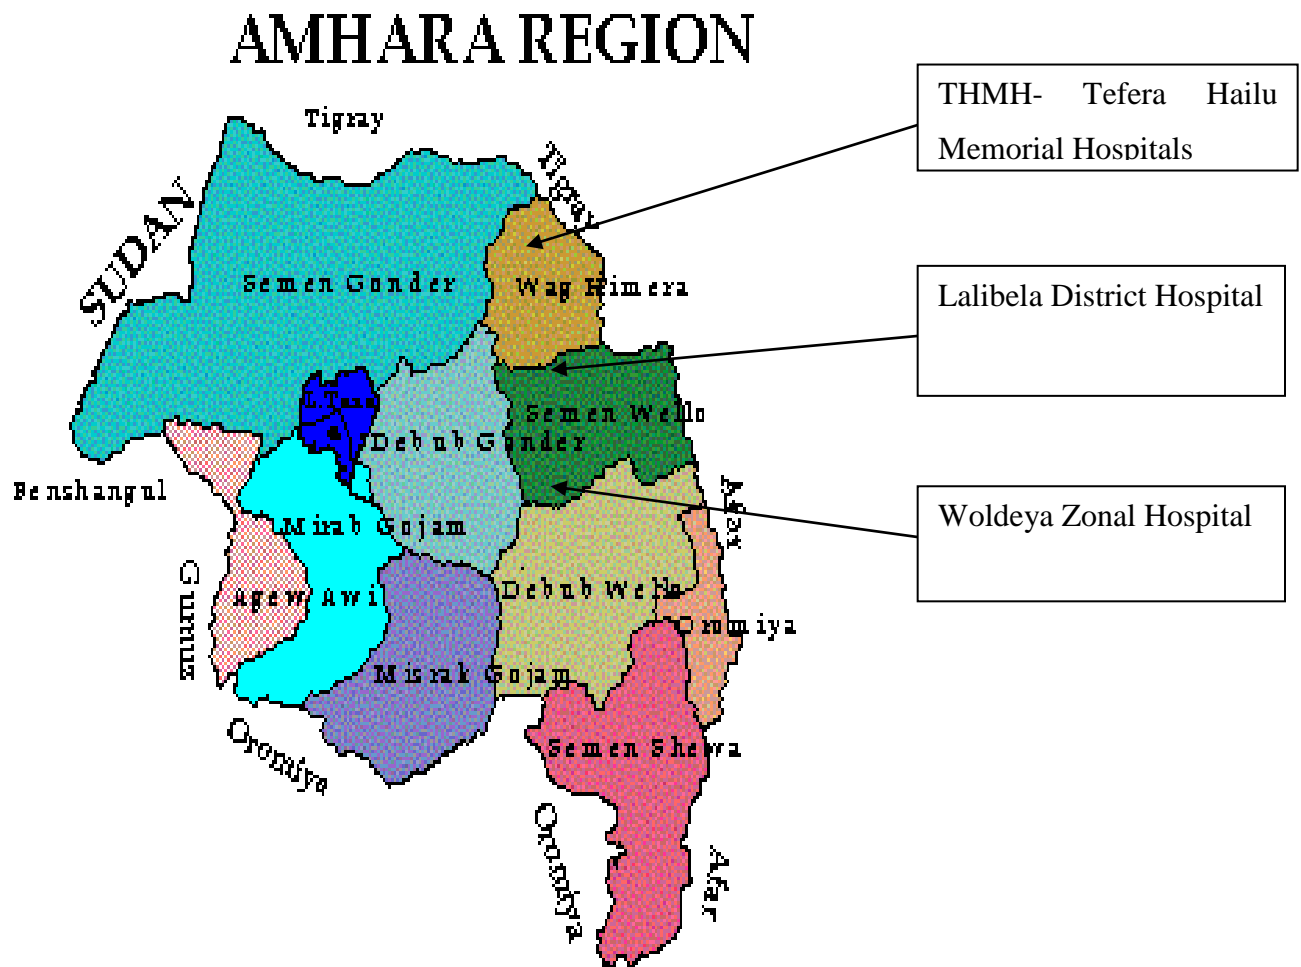 AMHARA REGION
THMH- Tefera Hailu
Memorial Hospitals
Tigray
Tigray
SUDAN
Semen Gonder
Wag Himera
Lalibela District Hospital
L.Tana
Semen Wello
Debub Gonder
Benshangul
Afar
Mirab Gojam
Woldeya Zonal Hospital
Gumuz
Agew Awi
Debub Wello
Oromiya
Misrak Gojam
Oromiya
Semen Shewa
Oromiya
Afar